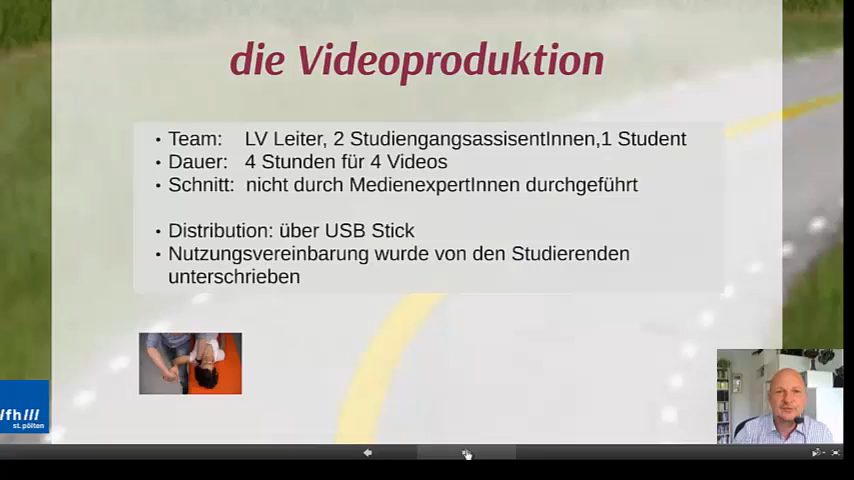 die Videoproduktion
• Team: LV Leiter, 2 StudiengangsassisentInnen,1 Student
• Dauer: 4 Stunden für 4 Videos
• Schnitt: nicht durch MedienexpertInnen durchgeführt
• Distribution: über USB Stick
• Nutzungsvereinbarung wurde von den Studierenden
unterschrieben
/fh///
st.pölten